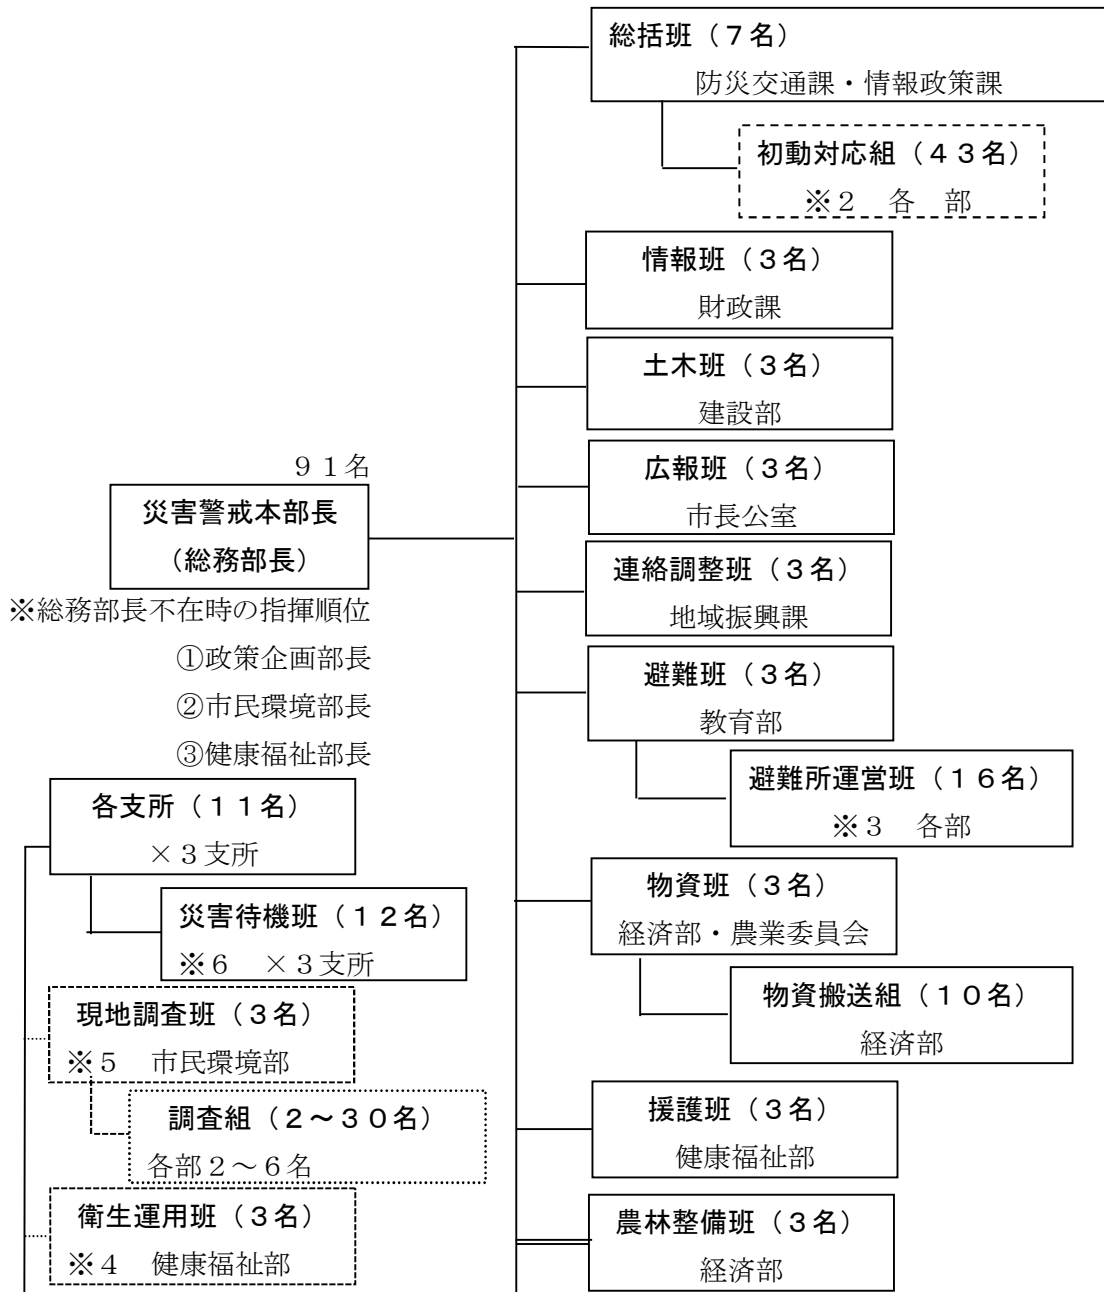 総括班（７名）
防災交通課・情報政策課
初動対応組（４３名）
※２　各　部
情報班（３名）
財政課
土木班（３名）
建設部
広報班（３名）
市長公室
連絡調整班（３名）
地域振興課
避難班（３名）
教育部
避難所運営班（１６名）
※３　各部
物資班（３名）
経済部・農業委員会
物資搬送組（１０名）
経済部
援護班（３名）
健康福祉部
農林整備班（３名）
経済部
９１名
災害警戒本部長
（総務部長）
※総務部長不在時の指揮順位
①政策企画部長
②市民環境部長
③健康福祉部長
各支所（１１名）
×３支所
災害待機班（１２名）
※６　×３支所
現地調査班（３名）
※５　市民環境部
調査組（２～３０名）
各部２～６名
衛生運用班（３名）
※４　健康福祉部